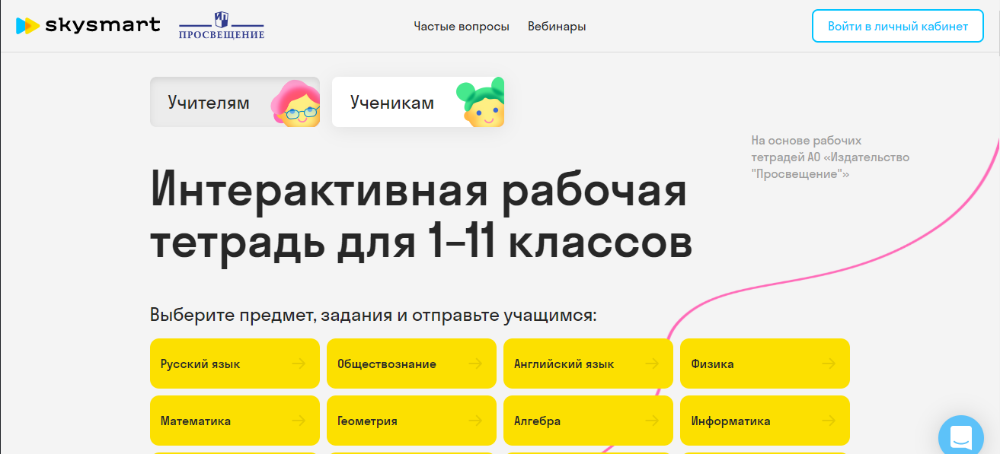 skysmart
ПРОСВЕЩЕНИЕ
Частые вопросы
Вебинары
Войти в личный кабинет
Учителям
Ученикам
На основе рабочих
тетрадей АО «Издательство
"Просвещение"»
Интерактивная рабочая
тетрадь для 1–11 классов
Выберите предмет, задания и отправьте учащимся:
Русский язык
Обществознание
Английский язык
Физика
Математика
Геометрия
Алгебра
Информатика